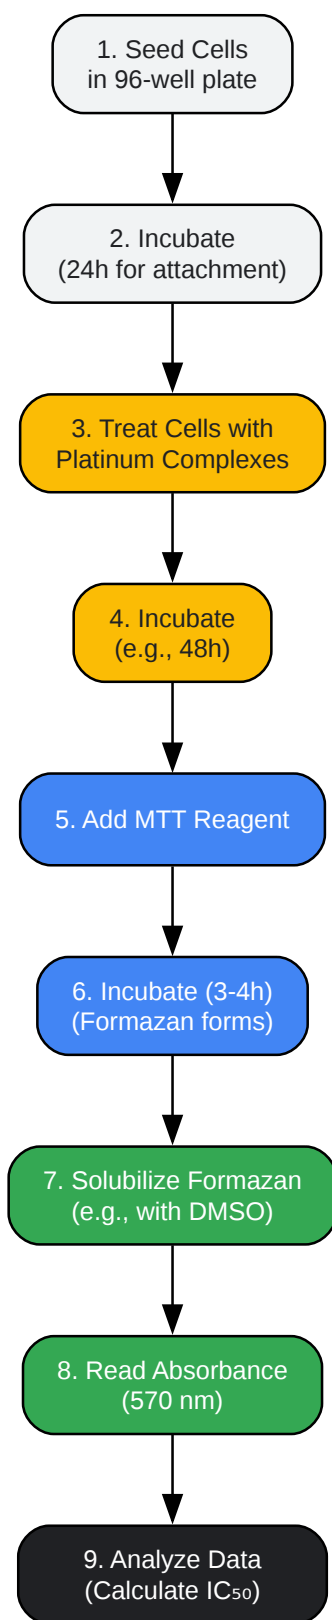 1. Seed Cells
in 96-well plate
2. Incubate
(24h for attachment)
3. Treat Cells with
Platinum Complexes
4. Incubate
(e.g., 48h)
5. Add MTT Reagent
6. Incubate (3-4h)
(Formazan forms)
7. Solubilize Formazan
(e.g., with DMSO)
8. Read Absorbance
(570 nm)
9. Analyze Data
(Calculate IC₅₀)